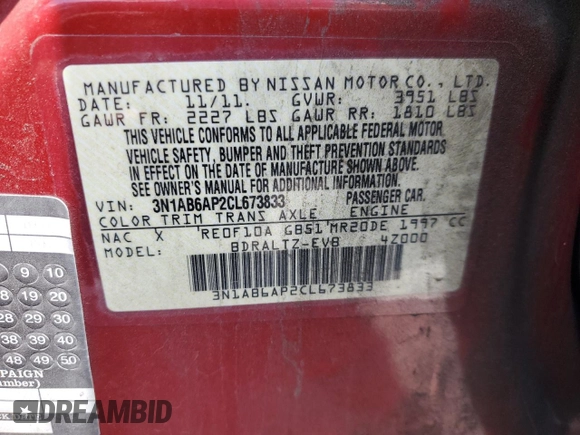 MANUFACTURED BY NISSAN MOTOR CO., LTD.
DATE: 11/11. GVWR: 3951 LBS
GAWR FR: 2227 LBS GAWR RR: 1810 LBS
THIS VEHICLE CONFORMS TO ALL APPLICABLE FEDERAL MOTOR
VEHICLE SAFETY, BUMPER AND THEFT PREVENTION STANDARDS
IN EFFECT ON THE DATE OF MANUFACTURE SHOWN ABOVE.
SEE OWNER'S MANUAL FOR ADDITIONAL INFORMATION.
VIN: 3N1AB6AP2CL673833 PASSENGER CAR.
COLOR TRIM TRANS AXLE ENGINE
NAC X RE0F10A GB51 MR20DE 1997 CC
MODEL: BDRALTZ-EVB 4Z000
3N1AB6AP2CL673833
9 10
19 20
29 30
38 39 40
47 48 49 50
PAIGN
umber)
DREAMBID